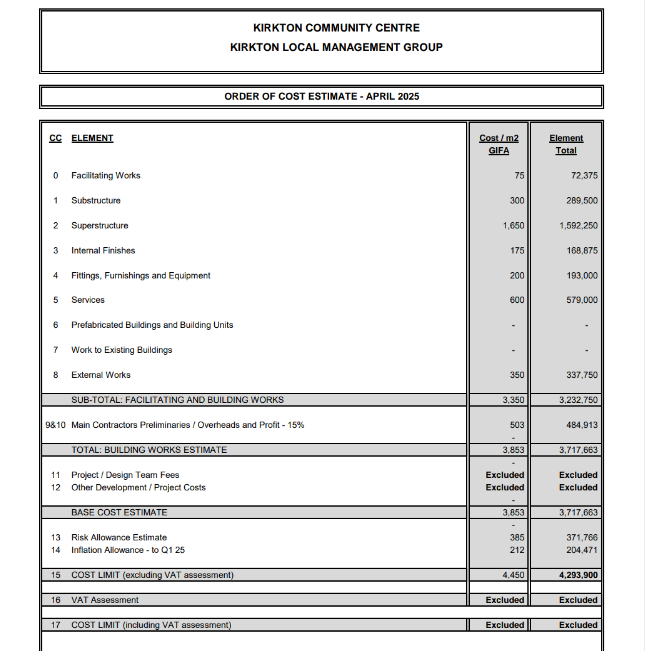 KIRKTON COMMUNITY CENTRE
KIRKTON LOCAL MANAGEMENT GROUP
ORDER OF COST ESTIMATE - APRIL 2025
CC ELEMENT Cost / m2 GIFA Element Total
0 Facilitating Works 75 72,375
1 Substructure 300 289,500
2 Superstructure 1,650 1,592,250
3 Internal Finishes 175 168,875
4 Fittings, Furnishings and Equipment 200 193,000
5 Services 600 579,000
6 Prefabricated Buildings and Building Units - -
7 Work to Existing Buildings - -
8 External Works 350 337,750
SUB-TOTAL: FACILITATING AND BUILDING WORKS 3,350 3,232,750
9&10 Main Contractors Preliminaries / Overheads and Profit - 15% 503 484,913
-
TOTAL: BUILDING WORKS ESTIMATE 3,853 3,717,663
-
11 Project / Design Team Fees Excluded Excluded
12 Other Development / Project Costs Excluded Excluded
-
BASE COST ESTIMATE 3,853 3,717,663
-
13 Risk Allowance Estimate 385 371,766
14 Inflation Allowance - to Q1 25 212 204,471
15 COST LIMIT (excluding VAT assessment) 4,450 4,293,900
16 VAT Assessment Excluded Excluded
17 COST LIMIT (including VAT assessment) Excluded Excluded